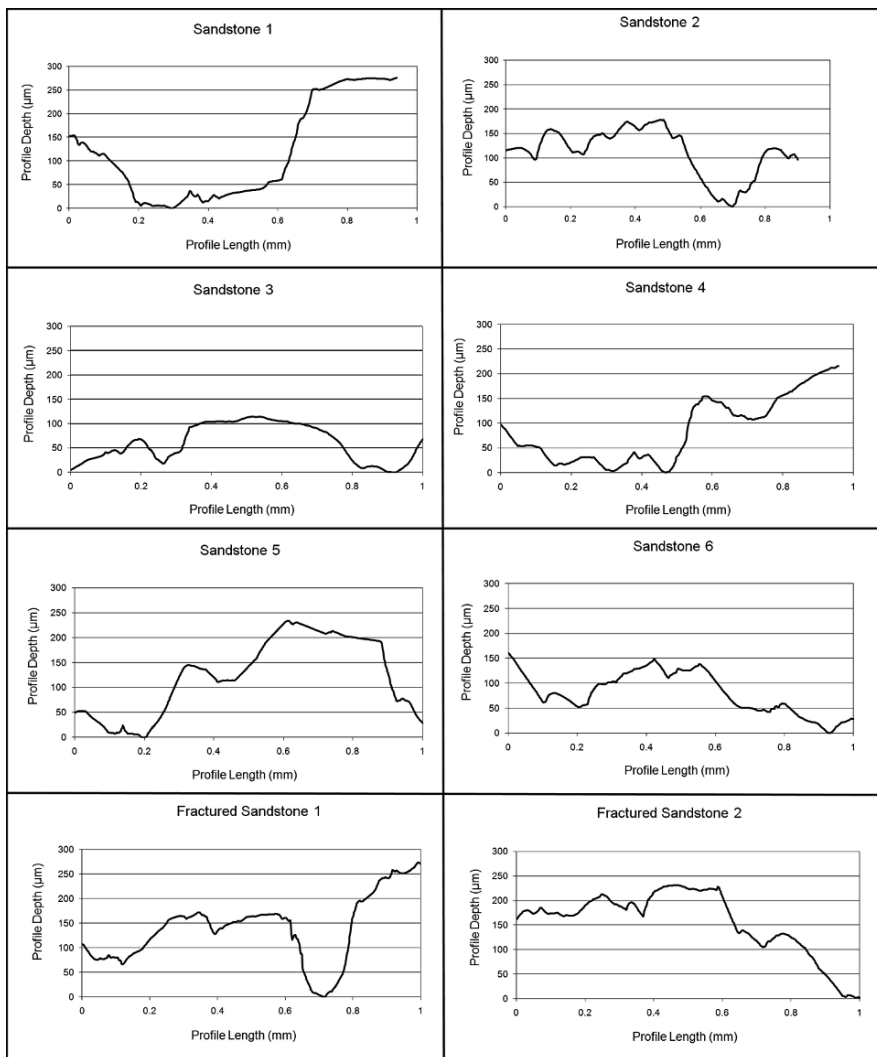 Sandstone 1
300
250
200
150
100
50
0
Profile Depth (µm)
0 0.2 0.4 0.6 0.8 1
Profile Length (mm)
Sandstone 2
300
250
200
150
100
50
0
Profile Depth (µm)
0 0.2 0.4 0.6 0.8 1
Profile Length (mm)
Sandstone 3
300
250
200
150
100
50
0
Profile Depth (µm)
0 0.2 0.4 0.6 0.8 1
Profile Length (mm)
Sandstone 4
300
250
200
150
100
50
0
Profile Depth (µm)
0 0.2 0.4 0.6 0.8 1
Profile Length (mm)
Sandstone 5
300
250
200
150
100
50
0
Profile Depth (µm)
0 0.2 0.4 0.6 0.8 1
Profile Length (mm)
Sandstone 6
300
250
200
150
100
50
0
Profile Depth (µm)
0 0.2 0.4 0.6 0.8 1
Profile Length (mm)
Fractured Sandstone 1
300
250
200
150
100
50
0
Profile Depth (µm)
0 0.2 0.4 0.6 0.8 1
Profile Length (mm)
Fractured Sandstone 2
300
250
200
150
100
50
0
Profile Depth (µm)
0 0.2 0.4 0.6 0.8 1
Profile Length (mm)